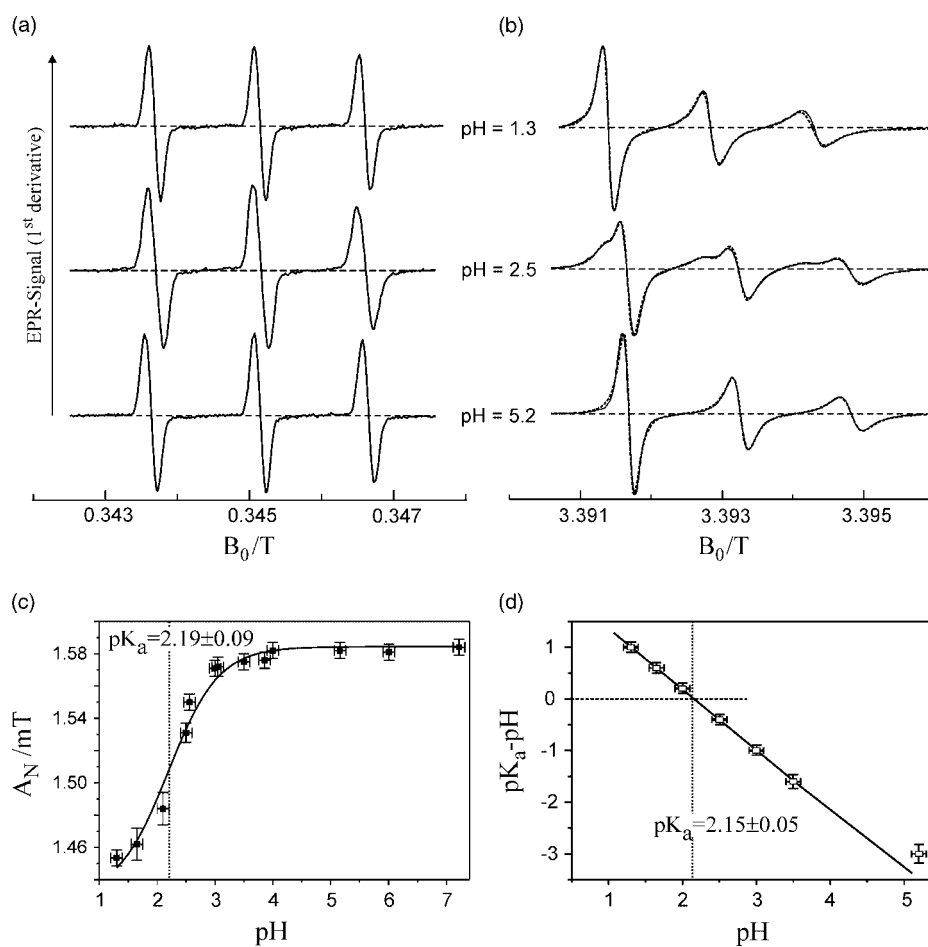 (a)
(b)
EPR-Signal (1st derivative)
pH = 1.3
pH = 2.5
pH = 5.2
0.343 0.345 0.347
B0/T
3.391 3.393 3.395
B0/T
(c)
pKa=2.19±0.09
1.58
1.54
1.50
1.46
AN /mT
1 2 3 4 5 6 7
pH
(d)
1
0
-1
-2
-3
pKa-pH
pKa=2.15±0.05
1 2 3 4 5
pH